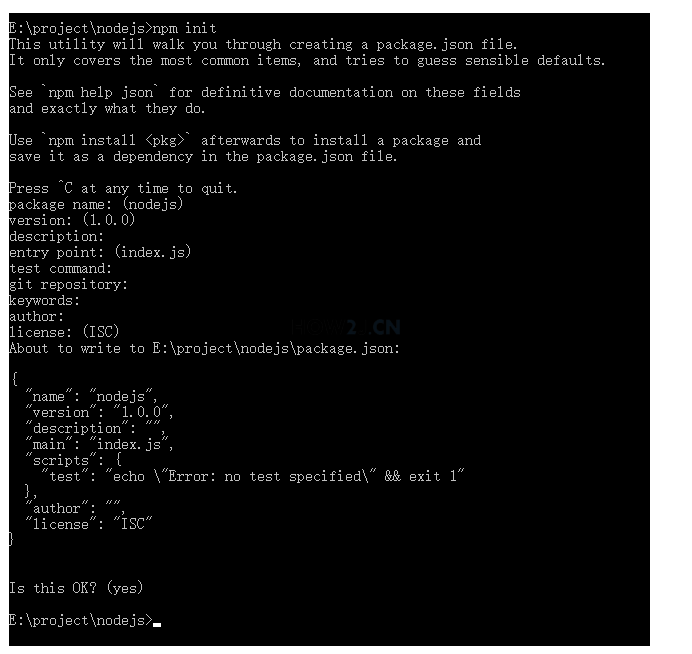 E:\project\nodejs>npm init
This utility will walk you through creating a package.json file.
It only covers the most common items, and tries to guess sensible defaults.
See `npm help json` for definitive documentation on these fields
and exactly what they do.
Use `npm install <pkg>` afterwards to install a package and
save it as a dependency in the package.json file.
Press ^C at any time to quit.
package name: (nodejs)
version: (1.0.0)
description:
entry point: (index.js)
test command:
git repository:
keywords:
author:
license: (ISC)
About to write to E:\project\nodejs\package.json:
{
  "name": "nodejs",
  "version": "1.0.0",
  "description": "",
  "main": "index.js",
  "scripts": {
    "test": "echo \"Error: no test specified\" && exit 1"
  },
  "author": "",
  "license": "ISC"
}
Is this OK? (yes)
E:\project\nodejs>